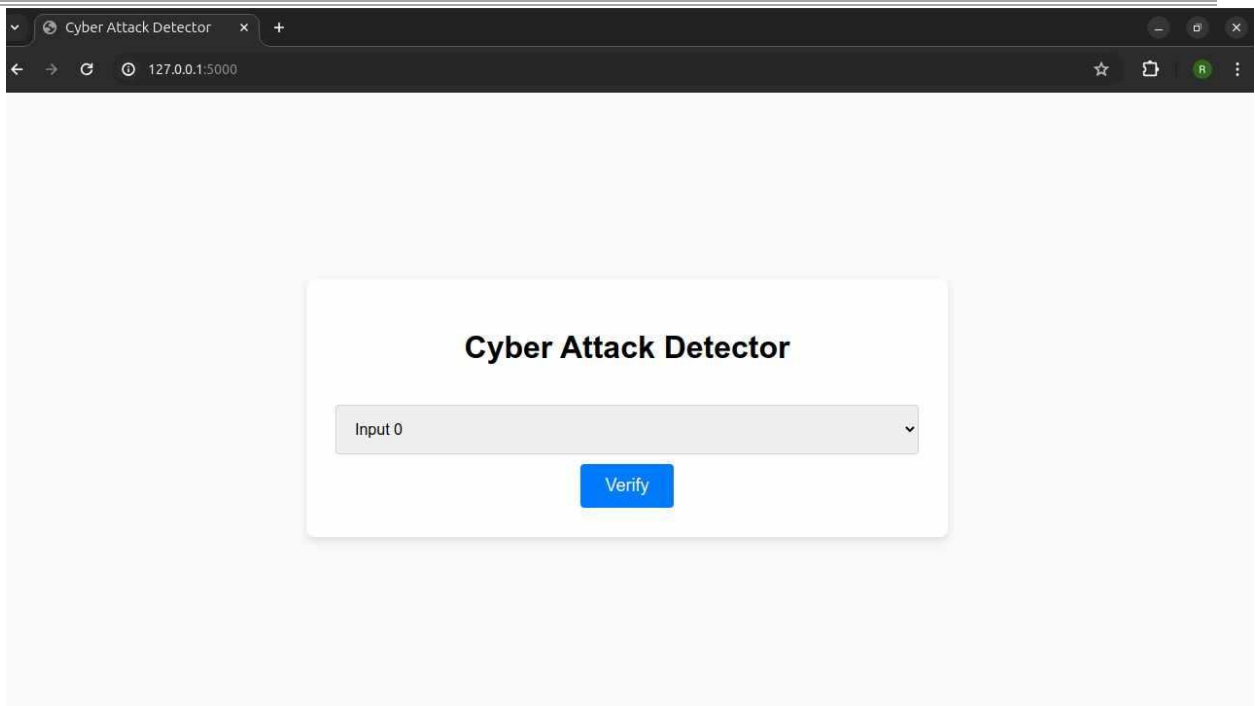 Cyber Attack Detector
127.0.0.1:5000
R
Cyber Attack Detector
Input 0
Verify